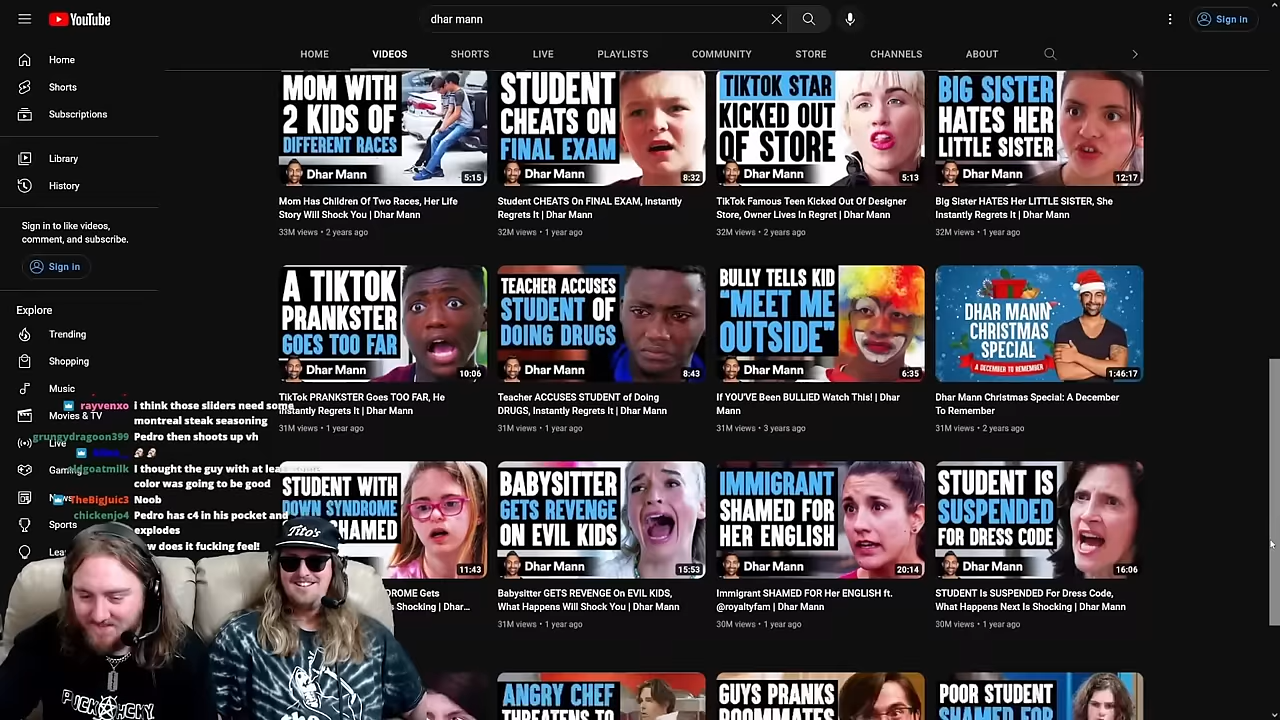 YouTube
dhar mann
Sign in
HOME
VIDEOS
SHORTS
LIVE
PLAYLISTS
COMMUNITY
STORE
CHANNELS
ABOUT
Home
Shorts
Subscriptions
Library
History
Sign in to like videos,
comment, and subscribe.
Sign in
Explore
Trending
Shopping
Music
Movies & TV
Live
Gaming
News
Sports
MOM WITH
2 KIDS OF
DIFFERENT RACES
Dhar Mann
5:15
Mom Has Children Of Two Races, Her Life
Story Will Shock You | Dhar Mann
33M views • 2 years ago
STUDENT
CHEATS ON
FINAL EXAM
Dhar Mann
8:32
Student CHEATS On FINAL EXAM, Instantly
Regrets It | Dhar Mann
32M views • 1 year ago
TIKTOK STAR
KICKED OUT
OF STORE
Dhar Mann
5:13
TikTok Famous Teen Kicked Out Of Designer
Store, Owner Lives In Regret | Dhar Mann
32M views • 2 years ago
BIG SISTER
HATES HER
LITTLE SISTER
Dhar Mann
12:17
Big Sister HATES Her LITTLE SISTER, She
Instantly Regrets It | Dhar Mann
32M views • 1 year ago
A TIKTOK
PRANKSTER
GOES TOO FAR
Dhar Mann
10:06
TikTok PRANKSTER Goes TOO FAR, He
Instantly Regrets It | Dhar Mann
31M views • 1 year ago
TEACHER ACCUSES
STUDENT OF
DOING DRUGS
Dhar Mann
8:43
Teacher ACCUSES STUDENT of Doing
DRUGS, Instantly Regrets It | Dhar Mann
31M views • 1 year ago
BULLY TELLS KID
"MEET ME
OUTSIDE"
Dhar Mann
6:35
If YOU'VE Been BULLIED Watch This! | Dhar
Mann
31M views • 3 years ago
DHAR MANN
CHRISTMAS
SPECIAL
A DECEMBER TO REMEMBER
1:46:17
Dhar Mann Christmas Special: A December
To Remember
31M views • 2 years ago
rayvenxo i think those sliders need some
montreal steak seasoning
grungydragoon399 Pedro then shoots up vh
oldgoatmilk I thought the guy with at lea
color was going to be good
TheBigJuic3 Noob
chickenjo4 Pedro has c4 in his pocket and
explodes
does it fucking feel!
STUDENT WITH
DOWN SYNDROME
11:43
Gets
Shocking | Dhar...
BABYSITTER
GETS REVENGE
ON EVIL KIDS
Dhar Mann
15:53
Babysitter GETS REVENGE On EVIL KIDS,
What Happens Will Shock You | Dhar Mann
31M views • 1 year ago
IMMIGRANT
SHAMED FOR
HER ENGLISH
Dhar Mann
20:14
Immigrant SHAMED For Her ENGLISH ft.
@royaltyfam | Dhar Mann
30M views • 1 year ago
STUDENT IS
SUSPENDED
FOR DRESS CODE
Dhar Mann
16:06
STUDENT Is SUSPENDED For Dress Code,
What Happens Next Is Shocking | Dhar Mann
30M views • 1 year ago
Tito's
ANGRY CHEF
THREATENS TO
GUYS PRANKS
ROOMMATES
POOR STUDENT
SHAMED FOR